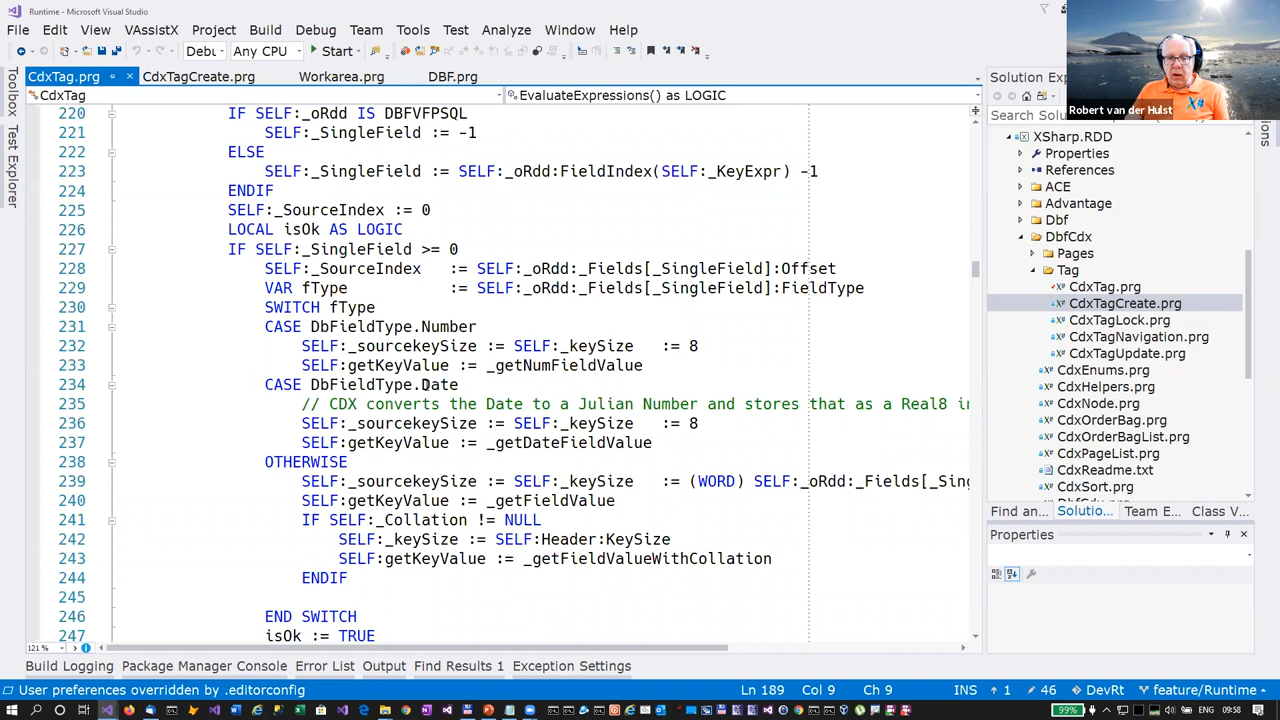 Runtime - Microsoft Visual Studio
File Edit View VAssistX Project Build Debug Team Tools Test Analyze Window Help
Debu Any CPU Start
CdxTag.prg CdxTagCreate.prg Workarea.prg DBF.prg
CdxTag EvaluateExpressions() as LOGIC
Toolbox
Test Explorer
220 IF SELF:_oRdd IS DBFVFPSQL
221 SELF:_SingleField := -1
222 ELSE
223 SELF:_SingleField := SELF:_oRdd:FieldIndex(SELF:_KeyExpr) -1
224 ENDIF
225 SELF:_SourceIndex := 0
226 LOCAL isOk AS LOGIC
227 IF SELF:_SingleField >= 0
228 SELF:_SourceIndex := SELF:_oRdd:_Fields[_SingleField]:Offset
229 VAR fType := SELF:_oRdd:_Fields[_SingleField]:FieldType
230 SWITCH fType
231 CASE DbFieldType.Number
232 SELF:_sourcekeySize := SELF:_keySize := 8
233 SELF:getKeyValue := _getNumFieldValue
234 CASE DbFieldType.Date
235 // CDX converts the Date to a Julian Number and stores that as a Real8 in
236 SELF:_sourcekeySize := SELF:_keySize := 8
237 SELF:getKeyValue := _getDateFieldValue
238 OTHERWISE
239 SELF:_sourcekeySize := SELF:_keySize := (WORD) SELF:_oRdd:_Fields[_Sing
240 SELF:getKeyValue := _getFieldValue
241 IF SELF:_Collation != NULL
242 SELF:_keySize := SELF:Header:KeySize
243 SELF:getKeyValue := _getFieldValueWithCollation
244 ENDIF
245
246 END SWITCH
247 isOk := TRUE
121 %
Build Logging Package Manager Console Error List Output Find Results 1 Exception Settings
User preferences overridden by .editorconfig Ln 189 Col 9 Ch 9 INS 1 46 DevRt feature/Runtime
Solution Exp
Search Soluti
X#
Robert van der Hulst
XSharp.RDD
Properties
References
ACE
Advantage
Dbf
DbfCdx
Pages
Tag
CdxTag.prg
CdxTagCreate.prg
CdxTagLock.prg
CdxTagNavigation.prg
CdxTagUpdate.prg
CdxEnums.prg
CdxHelpers.prg
CdxNode.prg
CdxOrderBag.prg
CdxOrderBagList.prg
CdxPageList.prg
CdxReadme.txt
CdxSort.prg
Find an... Solutio... Team E... Class V...
Properties
99% ENG 09:58